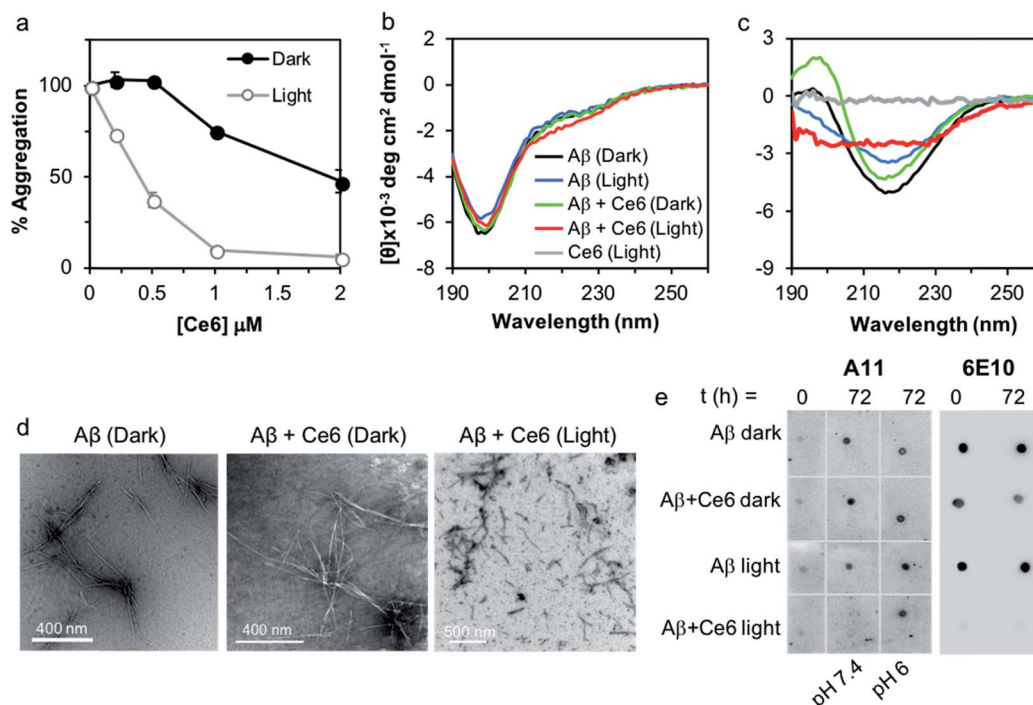 a
% Aggregation
100
50
0
0
0.5
1
1.5
2
[Ce6] μM
Dark
Light
b
[θ]x10⁻³ deg cm² dmol⁻¹
2
0
-2
-4
-6
-8
190
210
230
250
Wavelength (nm)
Aβ (Dark)
Aβ (Light)
Aβ + Ce6 (Dark)
Aβ + Ce6 (Light)
Ce6 (Light)
c
3
0
-3
-6
-9
190
210
230
250
Wavelength (nm)
d
Aβ (Dark)
Aβ + Ce6 (Dark)
Aβ + Ce6 (Light)
400 nm
400 nm
500 nm
e
A11
6E10
t (h) = 0 72 72 0 72
Aβ dark
Aβ+Ce6 dark
Aβ light
Aβ+Ce6 light
pH 7.4
pH 6